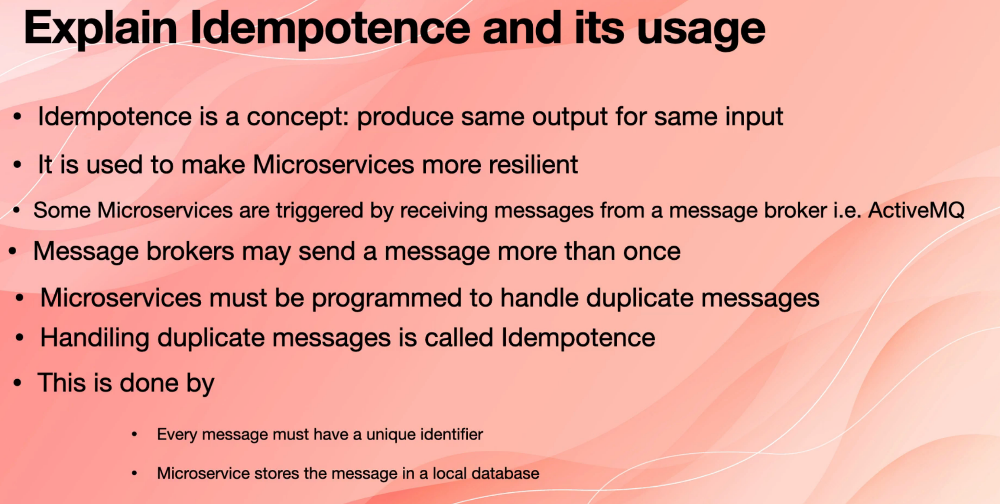 Explain Idempotence and its usage
• Idempotence is a concept: produce same output for same input
• It is used to make Microservices more resilient
• Some Microservices are triggered by receiving messages from a message broker i.e. ActiveMQ
• Message brokers may send a message more than once
• Microservices must be programmed to handle duplicate messages
• Handiling duplicate messages is called Idempotence
• This is done by
• Every message must have a unique identifier
• Microservice stores the message in a local database